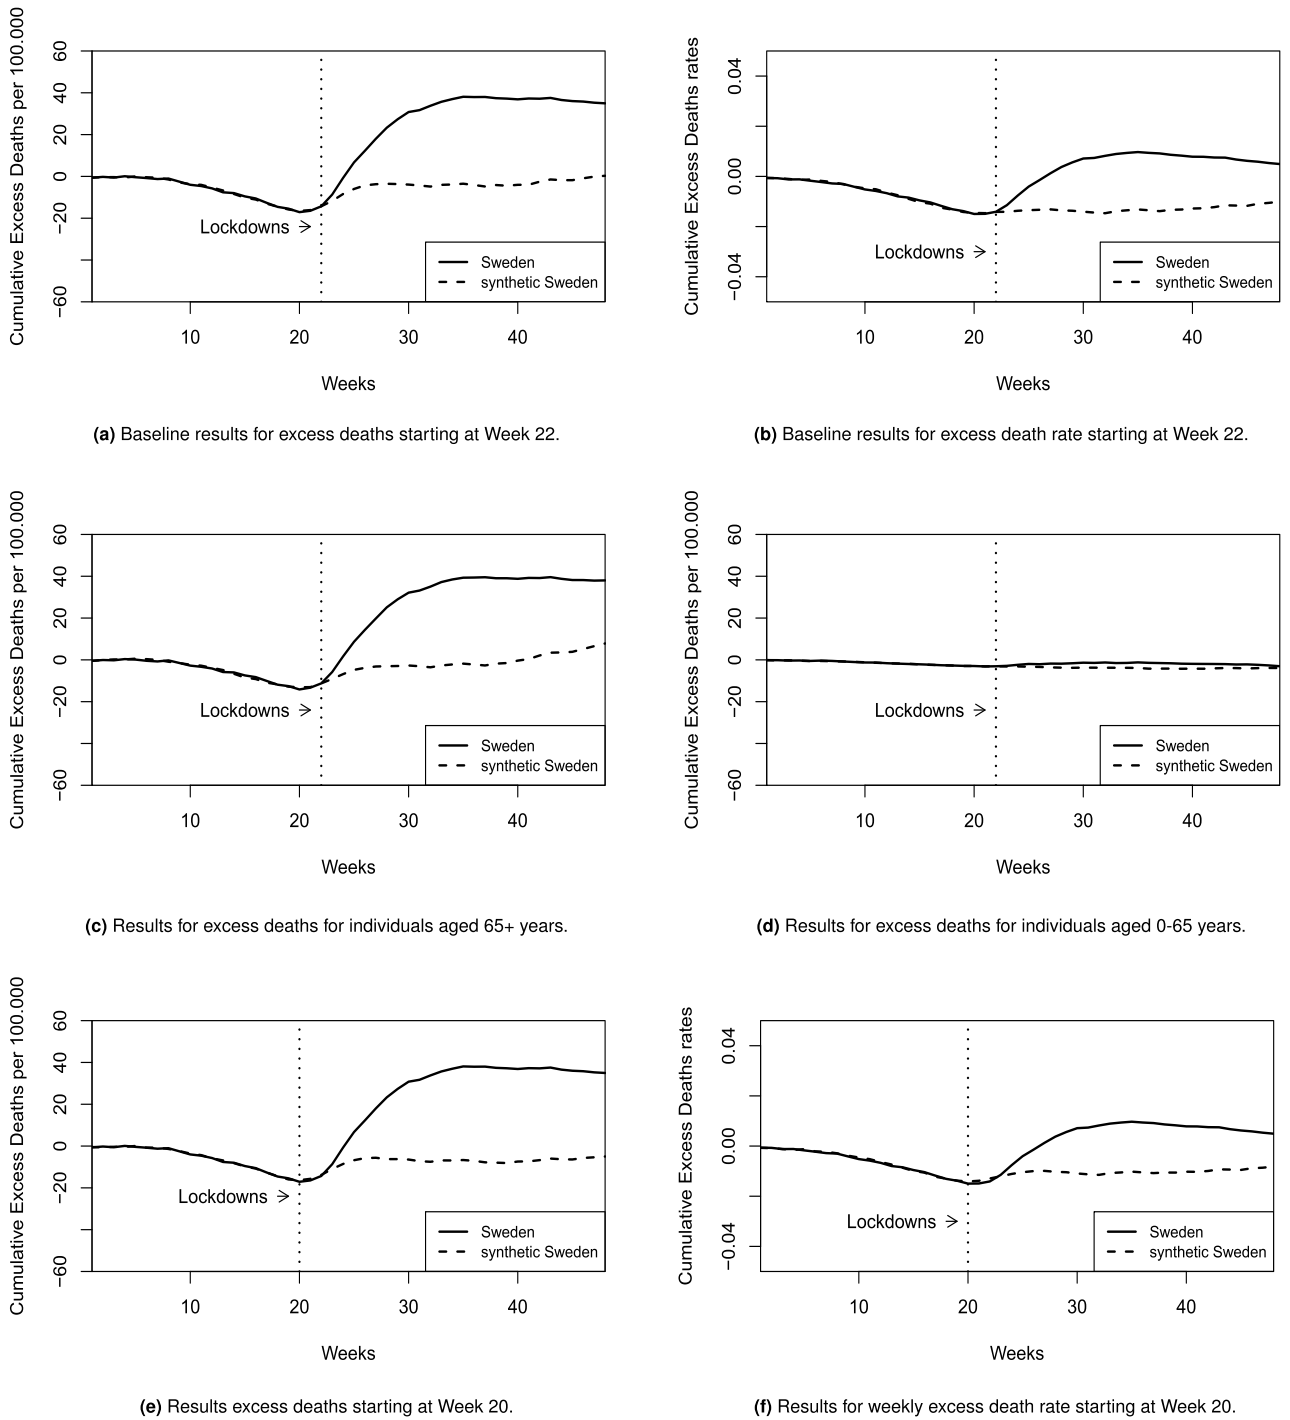 Cumulative Excess Deaths per 100.000
60
40
20
0
−20
−60
Lockdowns
Sweden
synthetic Sweden
10 20 30 40
Weeks
(a) Baseline results for excess deaths starting at Week 22.
Cumulative Excess Deaths rates
0.04
0.00
−0.04
Lockdowns
Sweden
synthetic Sweden
10 20 30 40
Weeks
(b) Baseline results for excess death rate starting at Week 22.
Cumulative Excess Deaths per 100.000
60
40
20
0
−20
−60
Lockdowns
Sweden
synthetic Sweden
10 20 30 40
Weeks
(c) Results for excess deaths for individuals aged 65+ years.
Cumulative Excess Deaths per 100.000
60
40
20
0
−20
−60
Lockdowns
Sweden
synthetic Sweden
10 20 30 40
Weeks
(d) Results for excess deaths for individuals aged 0-65 years.
Cumulative Excess Deaths per 100.000
60
40
20
0
−20
−60
Lockdowns
Sweden
synthetic Sweden
10 20 30 40
Weeks
(e) Results excess deaths starting at Week 20.
Cumulative Excess Deaths rates
0.04
0.00
−0.04
Lockdowns
Sweden
synthetic Sweden
10 20 30 40
Weeks
(f) Results for weekly excess death rate starting at Week 20.